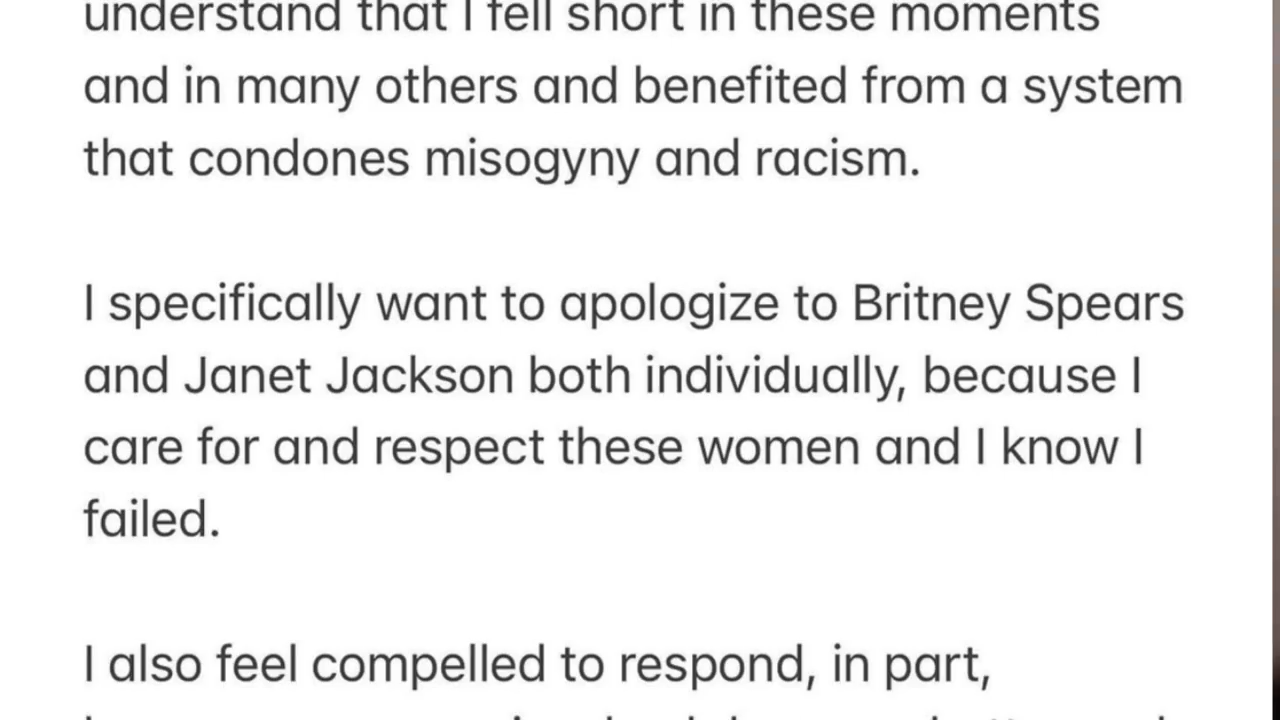 understand that I fell short in these moments
and in many others and benefited from a system
that condones misogyny and racism.
I specifically want to apologize to Britney Spears
and Janet Jackson both individually, because I
care for and respect these women and I know I
failed.
I also feel compelled to respond, in part,